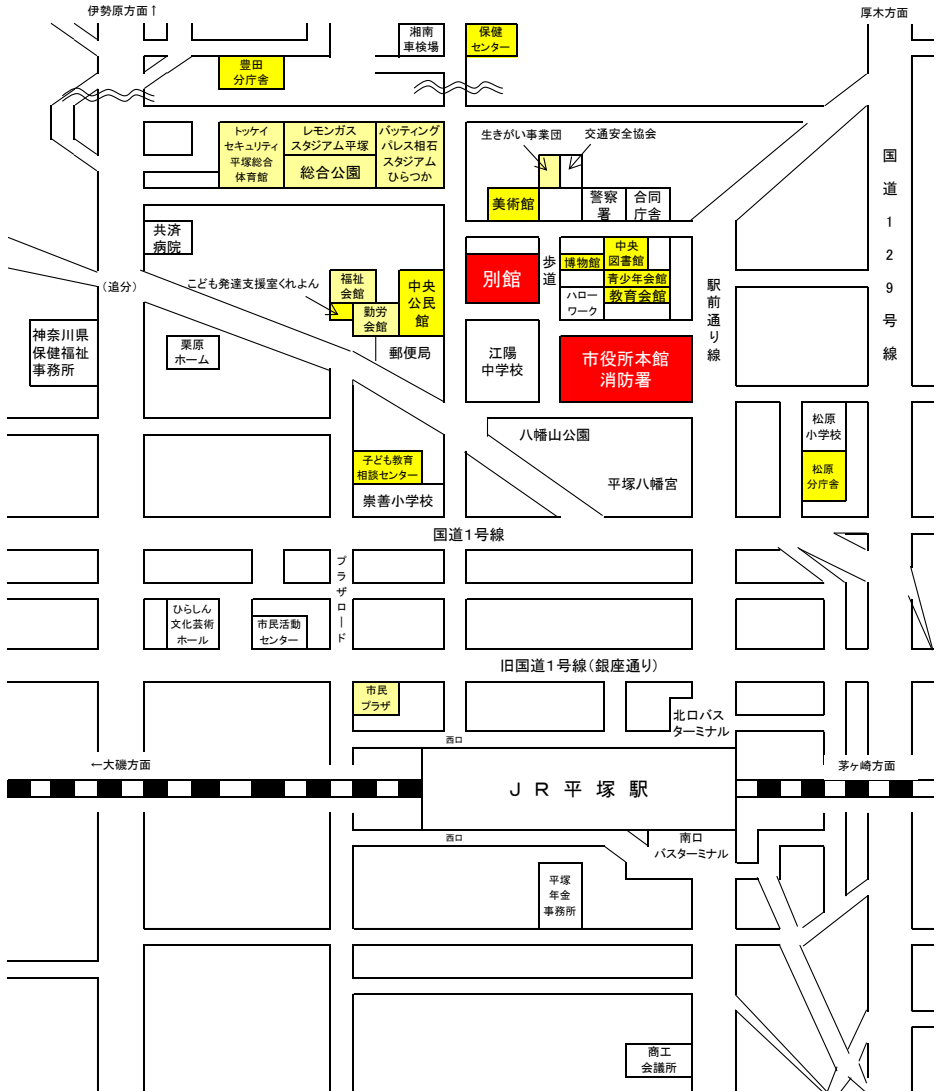 伊勢原方面↑
厚木方面
湘南
車検場
保健
センター
豊田
分庁舎
トッケイ
セキュリティ
平塚総合
体育館
レモンガス
スタジアム平塚
総合公園
バッティング
パレス相石
スタジアム
ひらつか
生きがい事業団
交通安全協会
美術館
警察
署
合同
庁舎
国道129号線
共済
病院
(追分)
こども発達支援室くれよん
福祉
会館
勤労
会館
中央
公民
館
郵便局
別館
歩道
博物館
中央
図書館
青少年会館
教育会館
ハロー
ワーク
駅前通り線
神奈川県
保健福祉
事務所
栗原
ホーム
江陽
中学校
市役所本館
消防署
八幡山公園
平塚八幡宮
松原
小学校
松原
分庁舎
子ども教育
相談センター
崇善小学校
国道1号線
プラザロード
ひらしん
文化芸術
ホール
市民活動
センター
旧国道1号線(銀座通り)
市民
プラザ
北口バス
ターミナル
西口
←大磯方面
JR平塚駅
茅ヶ崎方面
西口
南口
バスターミナル
平塚
年金
事務所
商工
会議所